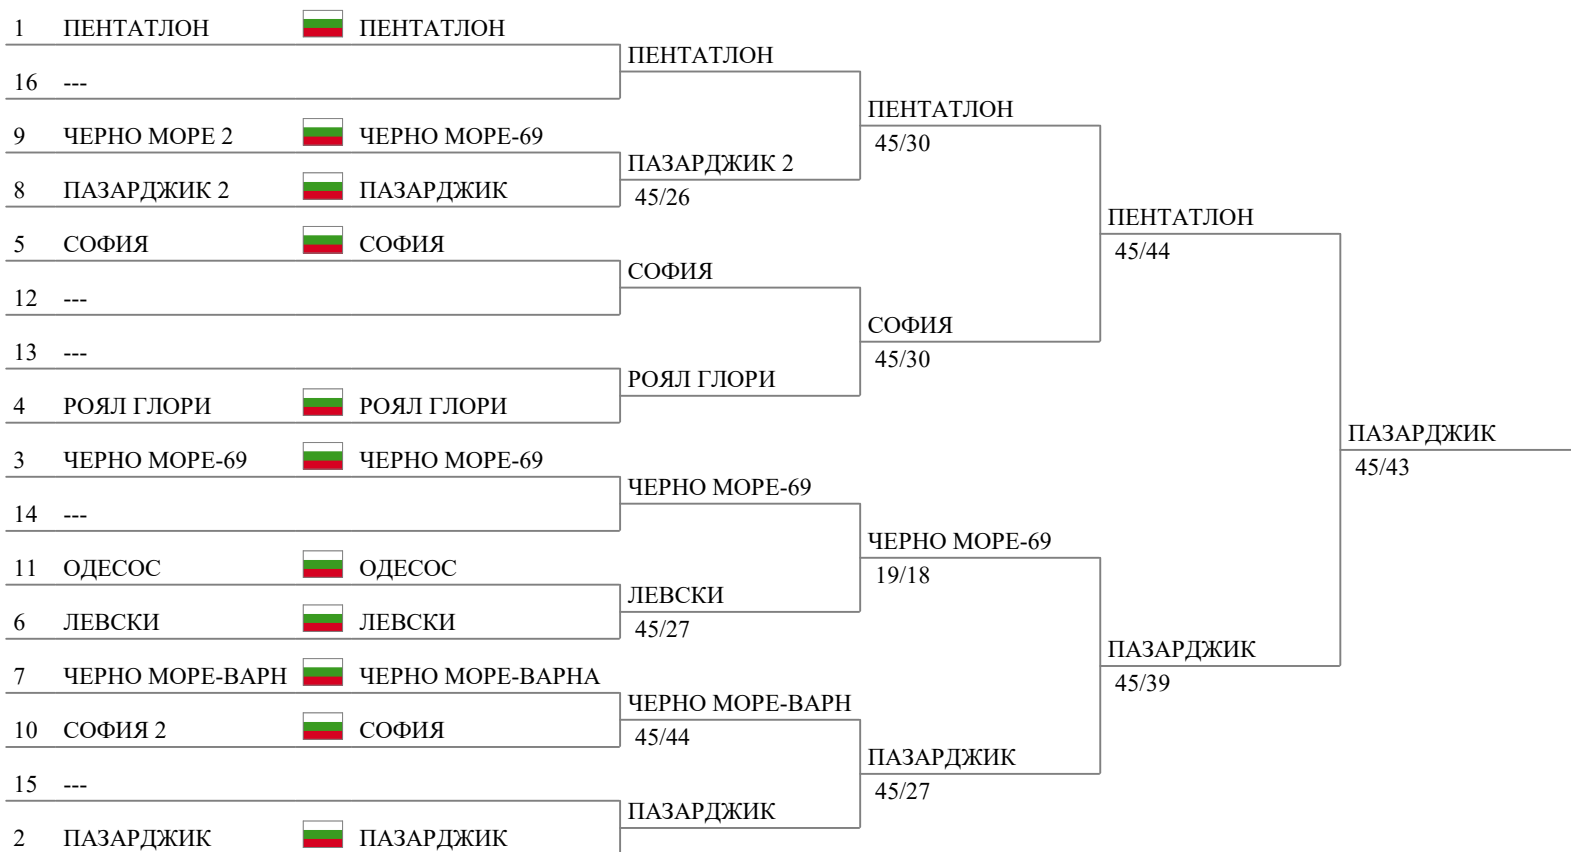 1 ПЕНТАТЛОН ПЕНТАТЛОН
ПЕНТАТЛОН
16 ---
ПЕНТАТЛОН
45/30
9 ЧЕРНО МОРЕ 2 ЧЕРНО МОРЕ-69
ПАЗАРДЖИК 2
45/26
8 ПАЗАРДЖИК 2 ПАЗАРДЖИК
ПЕНТАТЛОН
45/44
5 СОФИЯ СОФИЯ
СОФИЯ
12 ---
СОФИЯ
45/30
13 ---
РОЯЛ ГЛОРИ
4 РОЯЛ ГЛОРИ РОЯЛ ГЛОРИ
ПАЗАРДЖИК
45/43
3 ЧЕРНО МОРЕ-69 ЧЕРНО МОРЕ-69
ЧЕРНО МОРЕ-69
14 ---
ЧЕРНО МОРЕ-69
19/18
11 ОДЕСОС ОДЕСОС
ЛЕВСКИ
45/27
6 ЛЕВСКИ ЛЕВСКИ
ПАЗАРДЖИК
45/39
7 ЧЕРНО МОРЕ-ВАРН ЧЕРНО МОРЕ-ВАРНА
ЧЕРНО МОРЕ-ВАРН
45/44
10 СОФИЯ 2 СОФИЯ
ПАЗАРДЖИК
45/27
15 ---
ПАЗАРДЖИК
2 ПАЗАРДЖИК ПАЗАРДЖИК